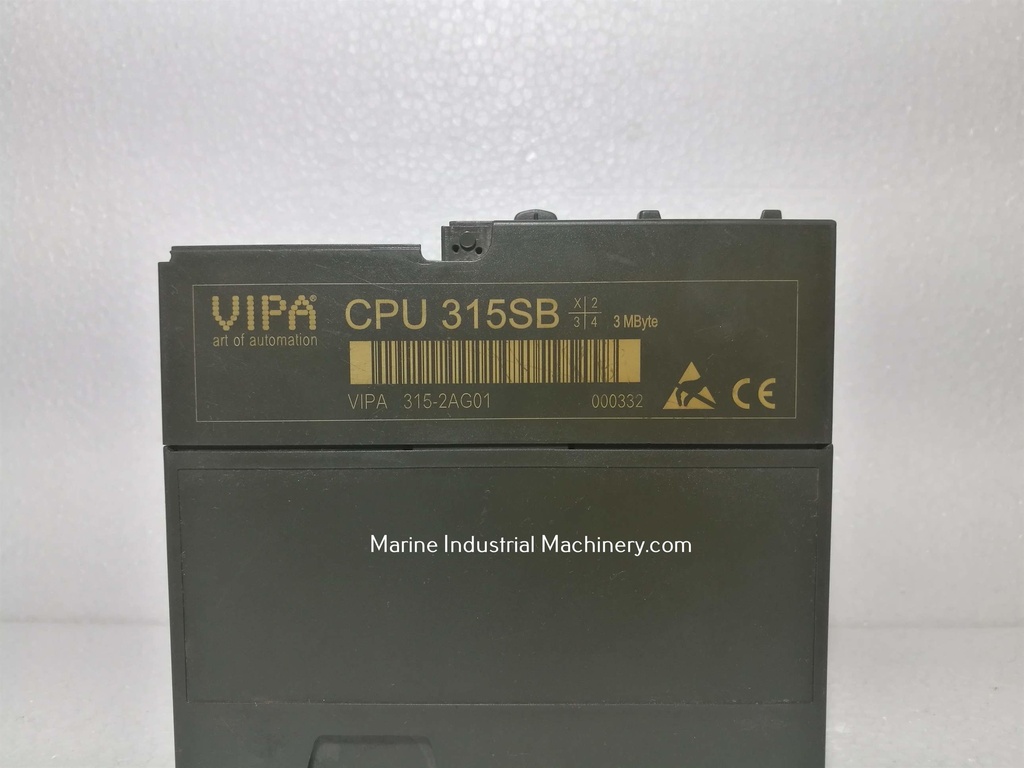 VIPA® CPU 315SB X 2 3 4 3 MByte
art of automation
VIPA 315-2AG01 000332
CE
Marine Industrial Machinery.com